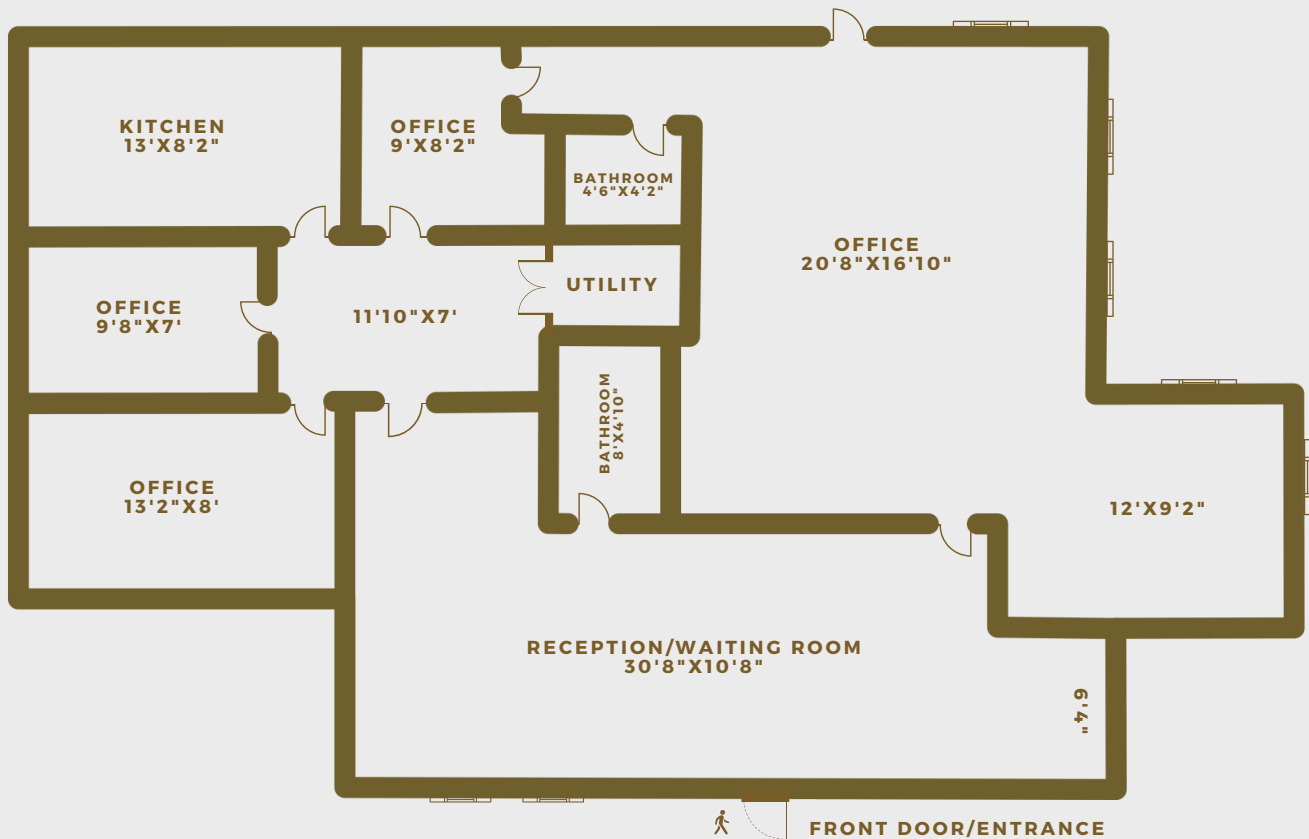 KITCHEN
13'X8'2"
OFFICE
9'X8'2"
BATHROOM
4'6"X4'2"
OFFICE
20'8"X16'10"
OFFICE
9'8"X7'
11'10"X7'
UTILITY
BATHROOM
8'X4'10"
OFFICE
13'2"X8'
12'X9'2"
RECEPTION/WAITING ROOM
30'8"X10'8"
6'4"
FRONT DOOR/ENTRANCE